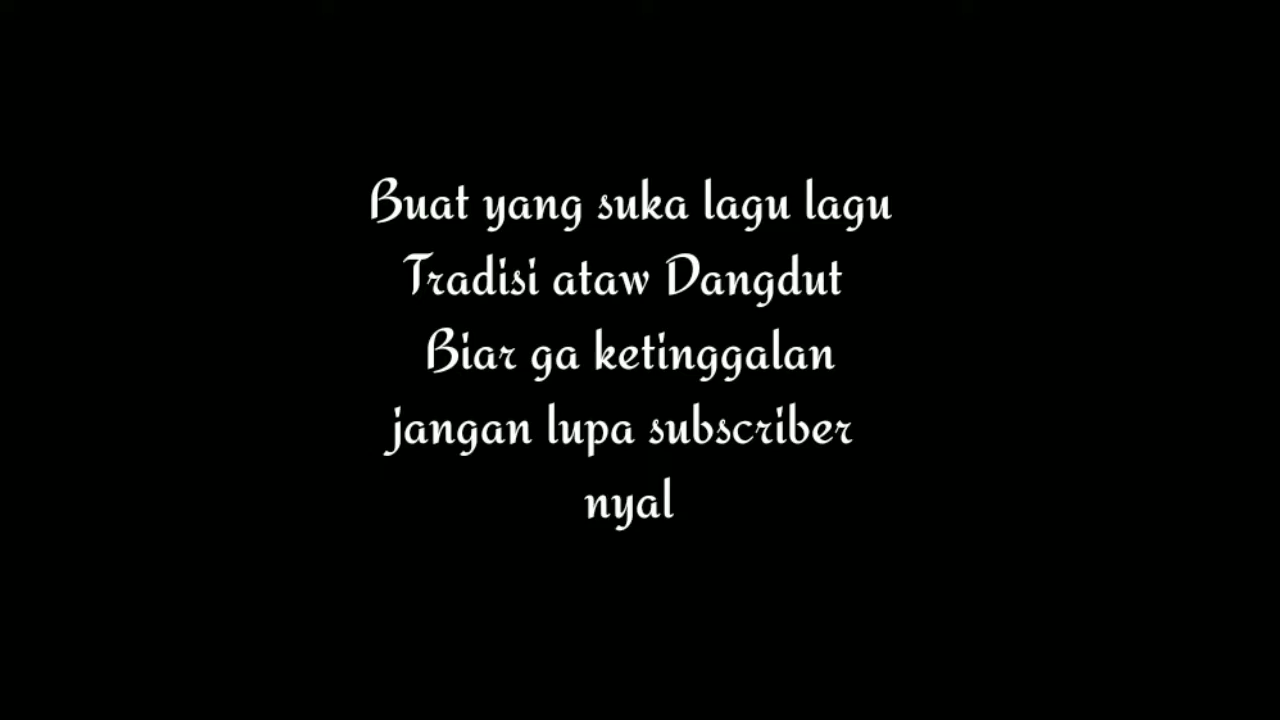 Buat yang suka lagu lagu
Tradisi ataw Dangdut
Biar ga ketinggalan
jangan lupa subscriber
nyal